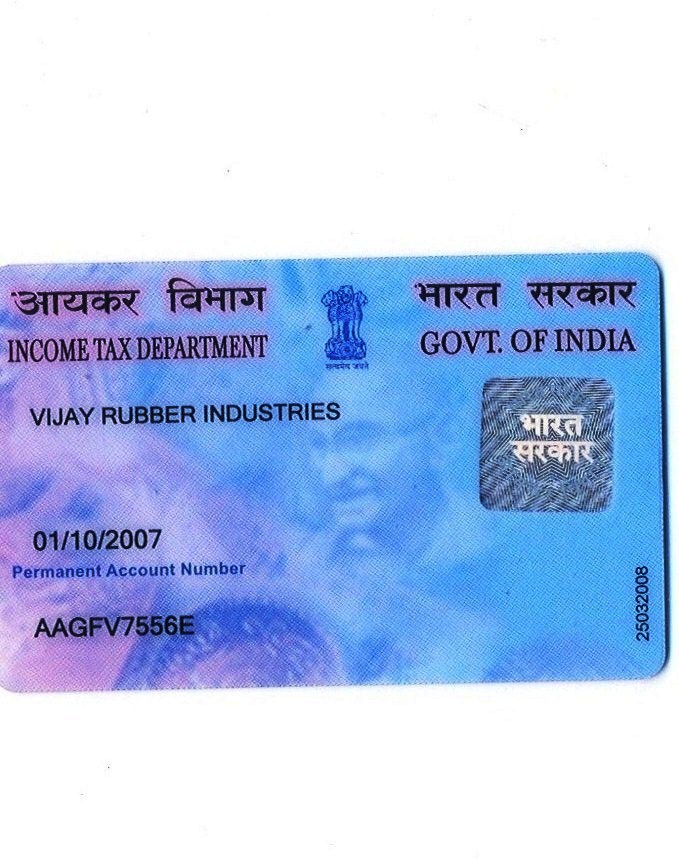 आयकर विभाग
INCOME TAX DEPARTMENT
सत्यमेव जयते
भारत सरकार
GOVT. OF INDIA
VIJAY RUBBER INDUSTRIES
भारत
सरकार
01/10/2007
Permanent Account Number
AAGFV7556E
25032008